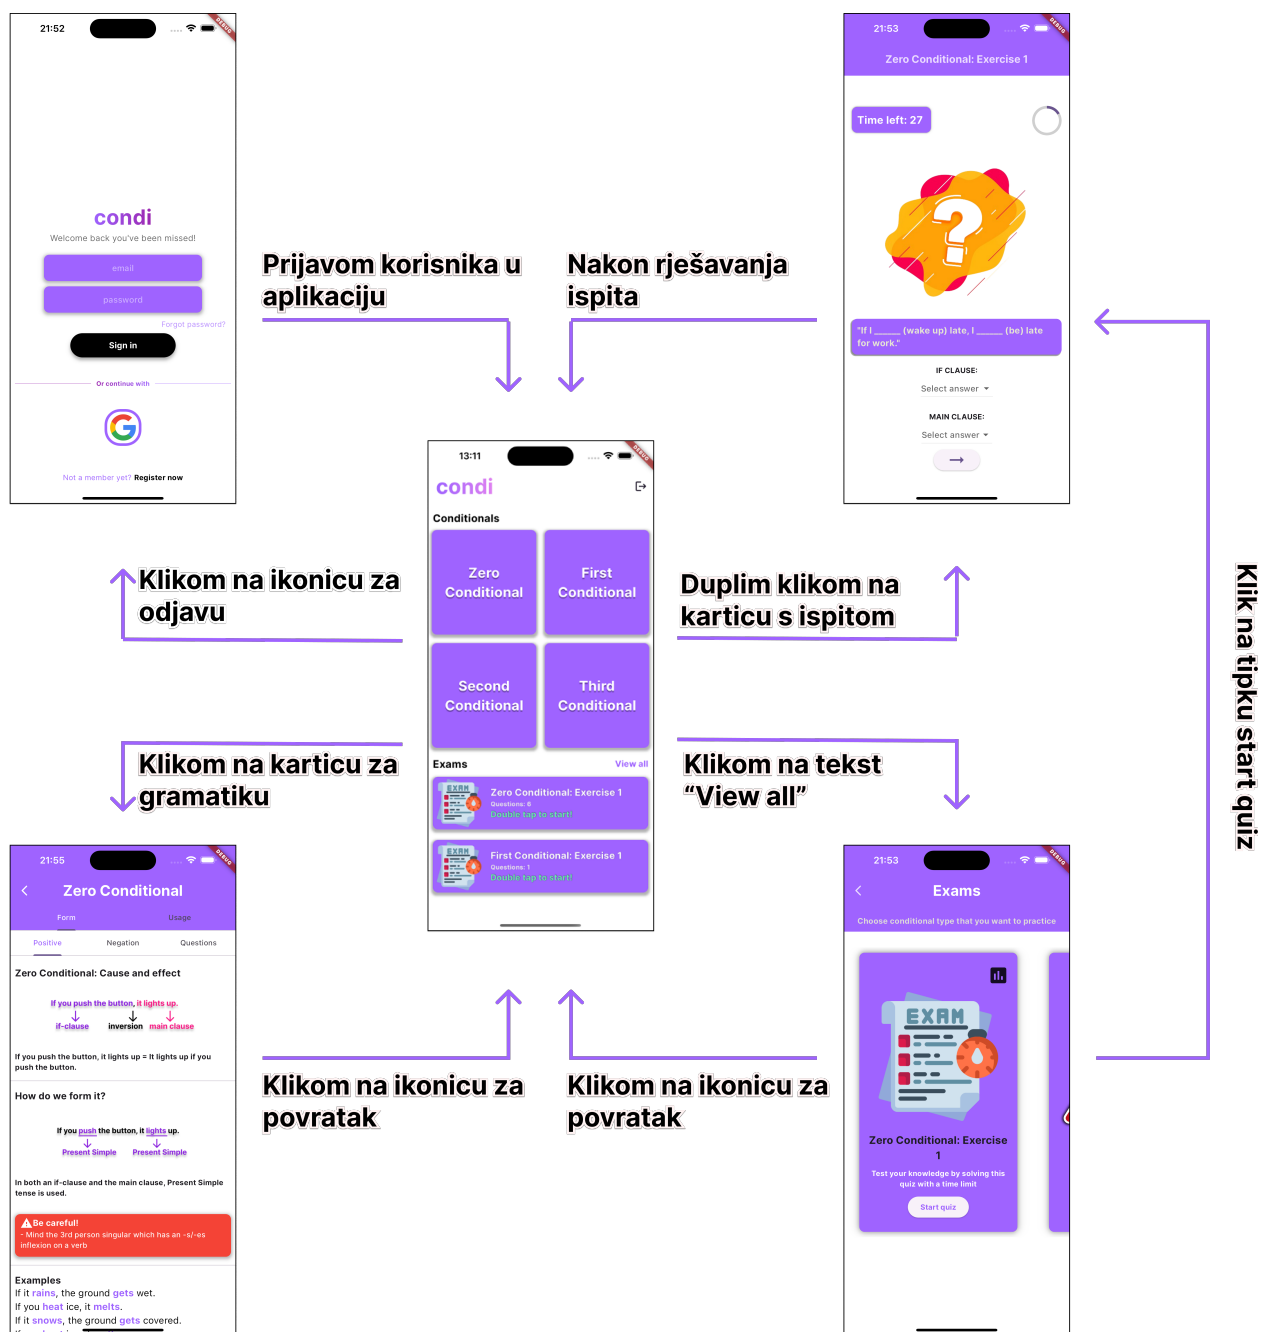 21:52
DEBUG
condi
Welcome back you've been missed!
email
password
Forgot password?
Sign in
Or continue with
Not a member yet? Register now
Prijavom korisnika u
aplikaciju
Nakon rješavanja
ispita
21:53
DEBUG
Zero Conditional: Exercise 1
Time left: 27
"If I _____ (wake up) late, I _____ (be) late
for work."
IF CLAUSE:
Select answer
MAIN CLAUSE:
Select answer
13:11
DEBUG
condi
Conditionals
Zero
Conditional
First
Conditional
Second
Conditional
Third
Conditional
Exams
View all
EXAM
Zero Conditional: Exercise 1
Questions: 6
Double tap to start!
EXAM
First Conditional: Exercise 1
Questions: 1
Double tap to start!
Klikom na ikonicu za
odjavu
Duplim klikom na
karticu s ispitom
Klikom na karticu za
gramatiku
Klikom na tekst
“View all”
Klik na tipku start quiz
21:55
DEBUG
Zero Conditional
Form
Usage
Positive
Negation
Questions
Zero Conditional: Cause and effect
If you push the button, it lights up.
if-clause
inversion
main clause
If you push the button, it lights up = It lights up if you
push the button.
How do we form it?
If you push the button, it lights up.
Present Simple
Present Simple
In both an if-clause and the main clause, Present Simple
tense is used.
Be careful!
- Mind the 3rd person singular which has an -s/-es
inflexion on a verb
Examples
If it rains, the ground gets wet.
If you heat ice, it melts.
If it snows, the ground gets covered.
Klikom na ikonicu za
povratak
Klikom na ikonicu za
povratak
21:53
DEBUG
Exams
Choose conditional type that you want to practice
EXAM
Zero Conditional: Exercise
1
Test your knowledge by solving this
quiz with a time limit
Start quiz